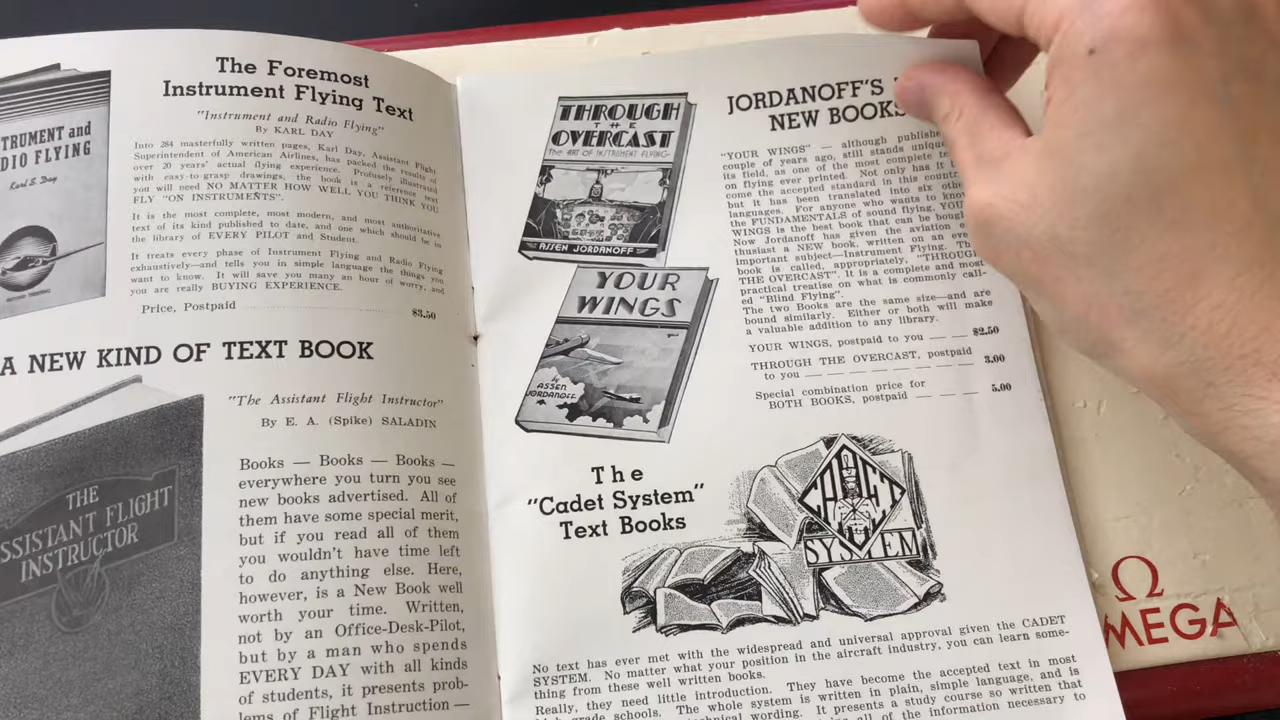 The Foremost
Instrument Flying Text
"Instrument and Radio Flying"
By KARL DAY
Into 284 masterfully written pages, Karl Day, Assistant Flight
Superintendent of American Airlines, has packed the results of
over 20 years' actual flying experience. Profusely illustrated
with easy-to-grasp drawings, the book is a reference text
you will need NO MATTER HOW WELL YOU THINK YOU
FLY "ON INSTRUMENTS".
It is the most complete, most modern, and most authoritative
text of its kind published to date, and one which should be in
the library of EVERY PILOT and Student.
It treats every phase of Instrument Flying and Radio Flying
exhaustively—and tells you in simple language the things you
want to know. It will save you many an hour of worry, and
you are really BUYING EXPERIENCE.
Price, Postpaid $3.50
TRUMENT and
DIO FLYING
Karl S. Day
A NEW KIND OF TEXT BOOK
"The Assistant Flight Instructor"
By E. A. (Spike) SALADIN
THE
SSISTANT FLIGHT
INSTRUCTOR
Books — Books — Books —
everywhere you turn you see
new books advertised. All of
them have some special merit,
but if you read all of them
you wouldn't have time left
to do anything else. Here,
however, is a New Book well
worth your time. Written,
not by an Office-Desk-Pilot,
but by a man who spends
EVERY DAY with all kinds
of students, it presents prob-
lems of Flight Instruction —
THROUGH
THE
OVERCAST
THE ART OF INSTRUMENT FLYING
ASSEN JORDANOFF
YOUR
WINGS
by
ASSEN
JORDANOFF
JORDANOFF'S
NEW BOOKS
"YOUR WINGS" — although publishe
couple of years ago, still stands uniqu
its field, as one of the most complete te
on flying ever printed. Not only has it
come the accepted standard in this count
but it has been translated into six othe
languages. For anyone who wants to kno
the FUNDAMENTALS of sound flying, YOU
WINGS is the best book that can be bough
Now Jordanoff has given the aviation e
thusiast a NEW book, written on an eve
important subject—Instrument Flying. Th
book is called, appropriately, "THROUG
THE OVERCAST". It is a complete and most
practical treatise on what is commonly call-
ed "Blind Flying".
The two Books are the same size—and are
bound similarly. Either or both will make
a valuable addition to any library.
YOUR WINGS, postpaid to you — — $2.50
THROUGH THE OVERCAST, postpaid
to you — — — — — — — — 3.00
Special combination price for
BOTH BOOKS, postpaid — — — 5.00
The
"Cadet System"
Text Books
CADET
SYSTEM
No text has ever met with the widespread and universal approval given the CADET
SYSTEM. No matter what your position in the aircraft industry, you can learn some-
thing from these well written books.
Really, they need little introduction. They have become the accepted text in most
high grade schools. The whole system is written in plain, simple language, and is
technical wording. It presents a study course so written that
all of the information necessary to
Ω
OMEGA